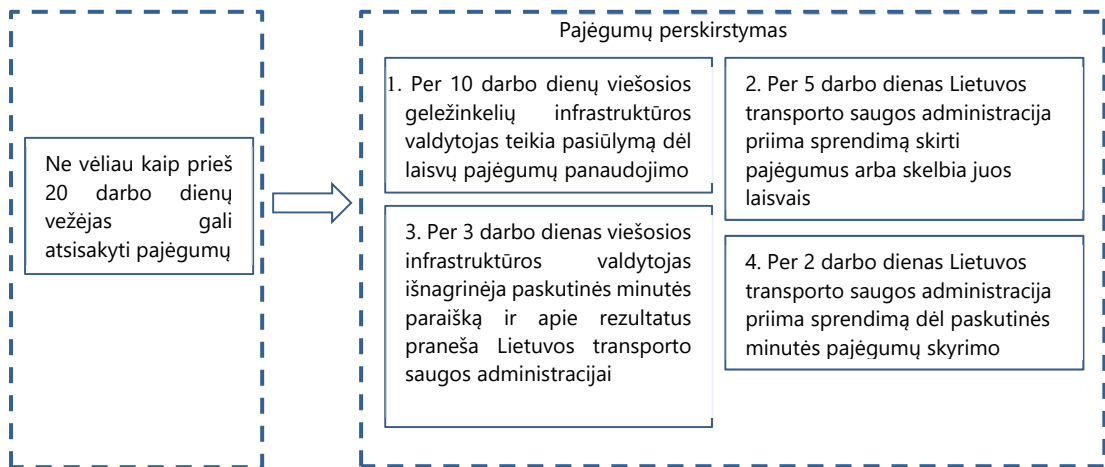 Pajėgumų perskirstymas
Ne vėliau kaip prieš
20 darbo dienų
vežėjas gali
atsisakyti pajėgumų
1. Per 10 darbo dienų viešosios
geležinkelių infrastruktūros
valdytojas teikia pasiūlymą dėl
laisvų pajėgumų panaudojimo
2. Per 5 darbo dienas Lietuvos
transporto saugos administracija
priima sprendimą skirti
pajėgumus arba skelbia juos
laisvais
3. Per 3 darbo dienas viešosios
infrastruktūros valdytojas
išnagrinėja paskutinės minutės
paraišką ir apie rezultatus
praneša Lietuvos transporto
saugos administracijai
4. Per 2 darbo dienas Lietuvos
transporto saugos administracija
priima sprendimą dėl paskutinės
minutės pajėgumų skyrimo